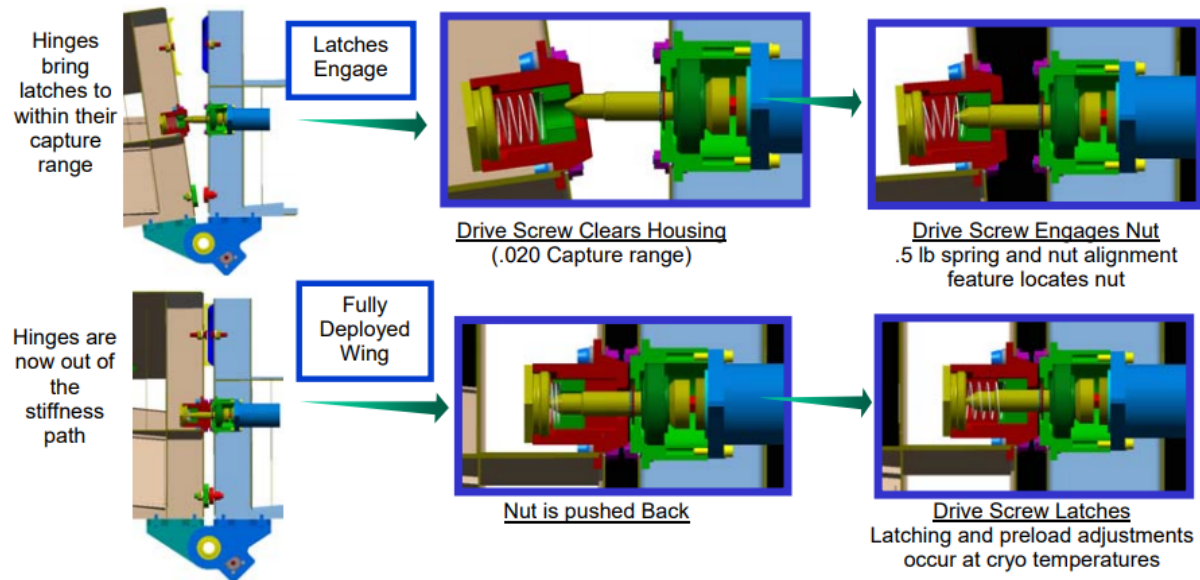 Hinges
bring
latches to
within their
capture
range
Latches
Engage
Drive Screw Clears Housing
(.020 Capture range)
Drive Screw Engages Nut
.5 lb spring and nut alignment
feature locates nut
Hinges are
now out of
the
stiffness
path
Fully
Deployed
Wing
Nut is pushed Back
Drive Screw Latches
Latching and preload adjustments
occur at cryo temperatures